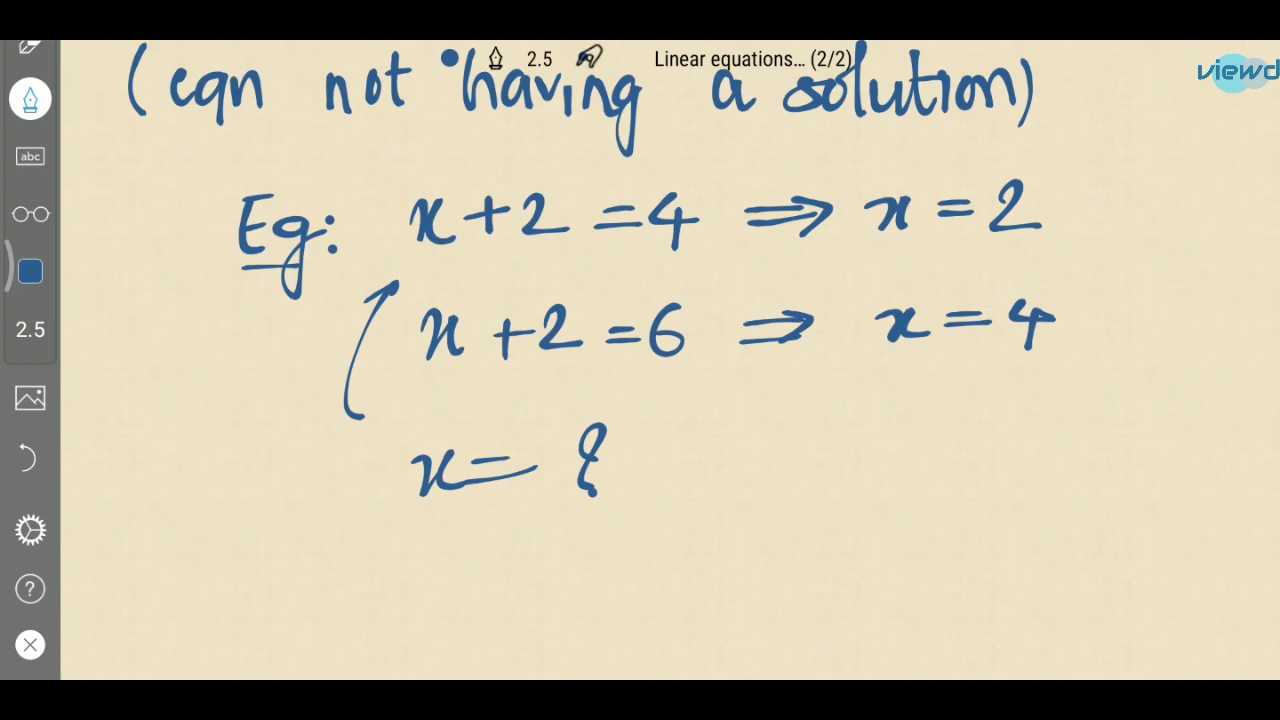 2.5 Linear equations... (2/2)
viewd
(eqn not having a solution)
abc
Eg: x+2=4 ⇒ x=2
x+2=6 ⇒ x=4
2.5
x= ?
?